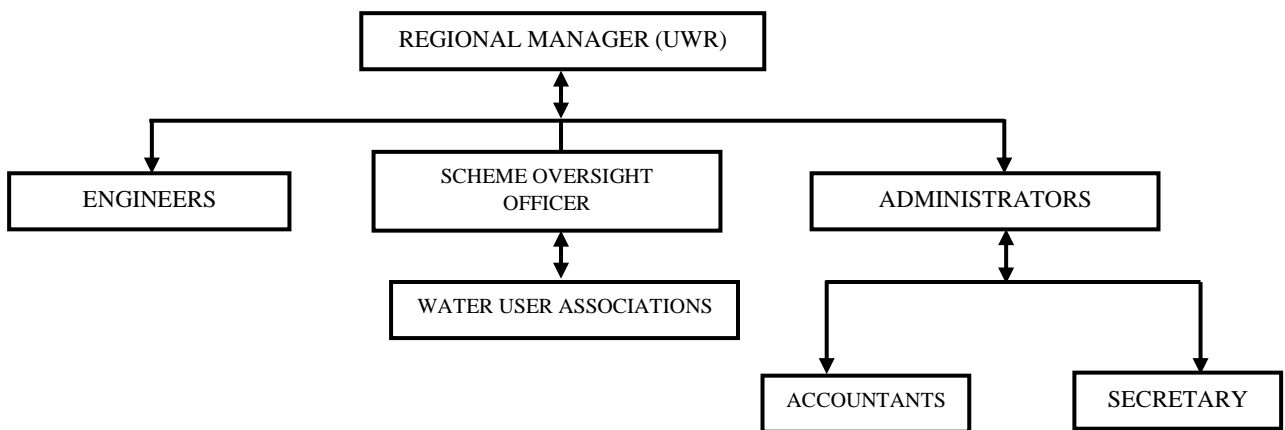 REGIONAL MANAGER (UWR)
ENGINEERS
SCHEME OVERSIGHT
OFFICER
ADMINISTRATORS
WATER USER ASSOCIATIONS
ACCOUNTANTS
SECRETARY